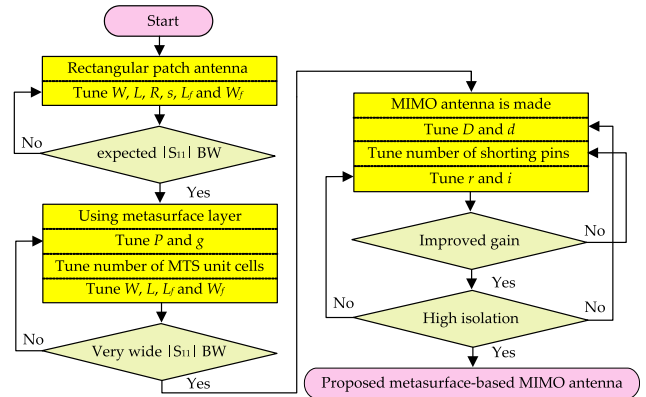 Start
Rectangular patch antenna
Tune W, L, R, s, Lf and Wf
No
expected |S11| BW
Yes
Using metasurface layer
Tune P and g
Tune number of MTS unit cells
Tune W, L, Lf and Wf
No
Very wide |S11| BW
Yes
MIMO antenna is made
Tune D and d
Tune number of shorting pins
Tune r and i
Improved gain
No
Yes
No
High isolation
No
Yes
Proposed metasurface-based MIMO antenna